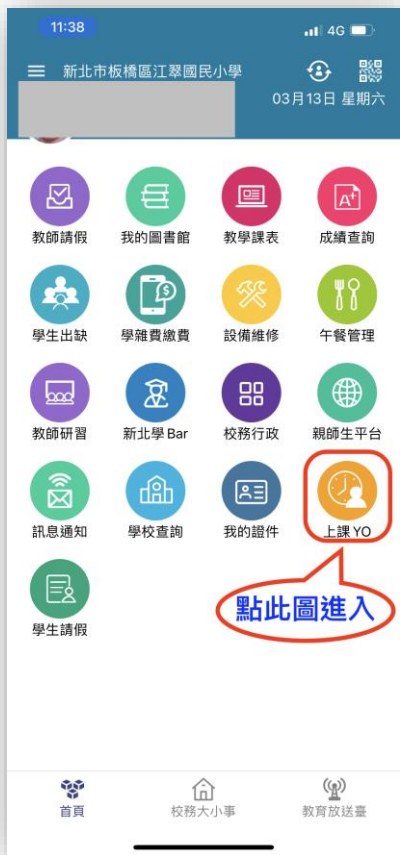 11:38
4G
新北市板橋區江翠國民小學
03月13日 星期六
教師請假 我的圖書館 教學課表 成績查詢
學生出缺 學雜費繳費 設備維修 午餐管理
教師研習 新北學 Bar 校務行政 親師生平台
訊息通知 學校查詢 我的證件 上課 YO
學生請假
點此圖進入
首頁 校務大小事 教育放送臺